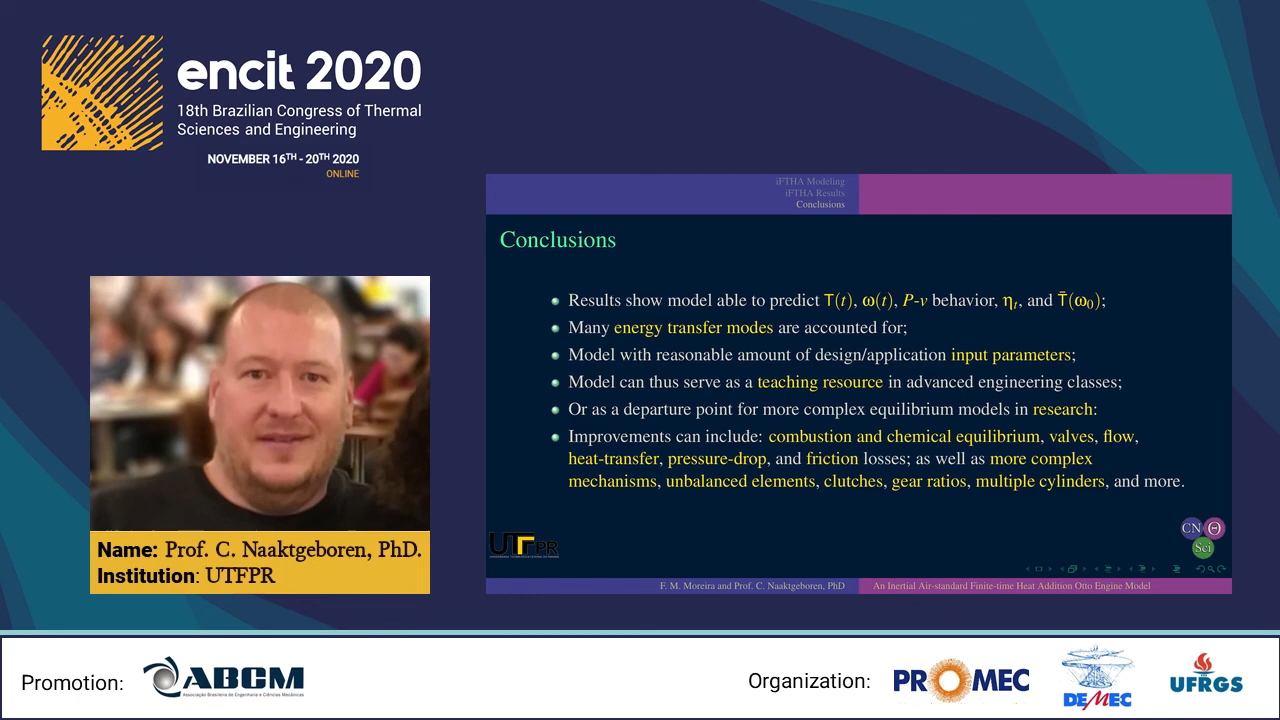 encit 2020
18th Brazilian Congress of Thermal
Sciences and Engineering
NOVEMBER 16TH - 20TH 2020
ONLINE
iFTHA Modeling
iFTHA Results
Conclusions
Conclusions
Results show model able to predict T(t), ω(t), P-v behavior, ηt, and T̄(ω0);
Many energy transfer modes are accounted for;
Model with reasonable amount of design/application input parameters;
Model can thus serve as a teaching resource in advanced engineering classes;
Or as a departure point for more complex equilibrium models in research:
Improvements can include: combustion and chemical equilibrium, valves, flow,
heat-transfer, pressure-drop, and friction losses; as well as more complex
mechanisms, unbalanced elements, clutches, gear ratios, multiple cylinders, and more.
UTFPR
CN Θ
Sci
F. M. Moreira and Prof. C. Naaktgeboren, PhD
An Inertial Air-standard Finite-time Heat Addition Otto Engine Model
Name: Prof. C. Naaktgeboren, PhD.
Institution: UTFPR
Promotion:
ABCM
Associação Brasileira de Engenharia e Ciências Mecânicas
Organization:
PROMEC
DEMEC
UFRGS